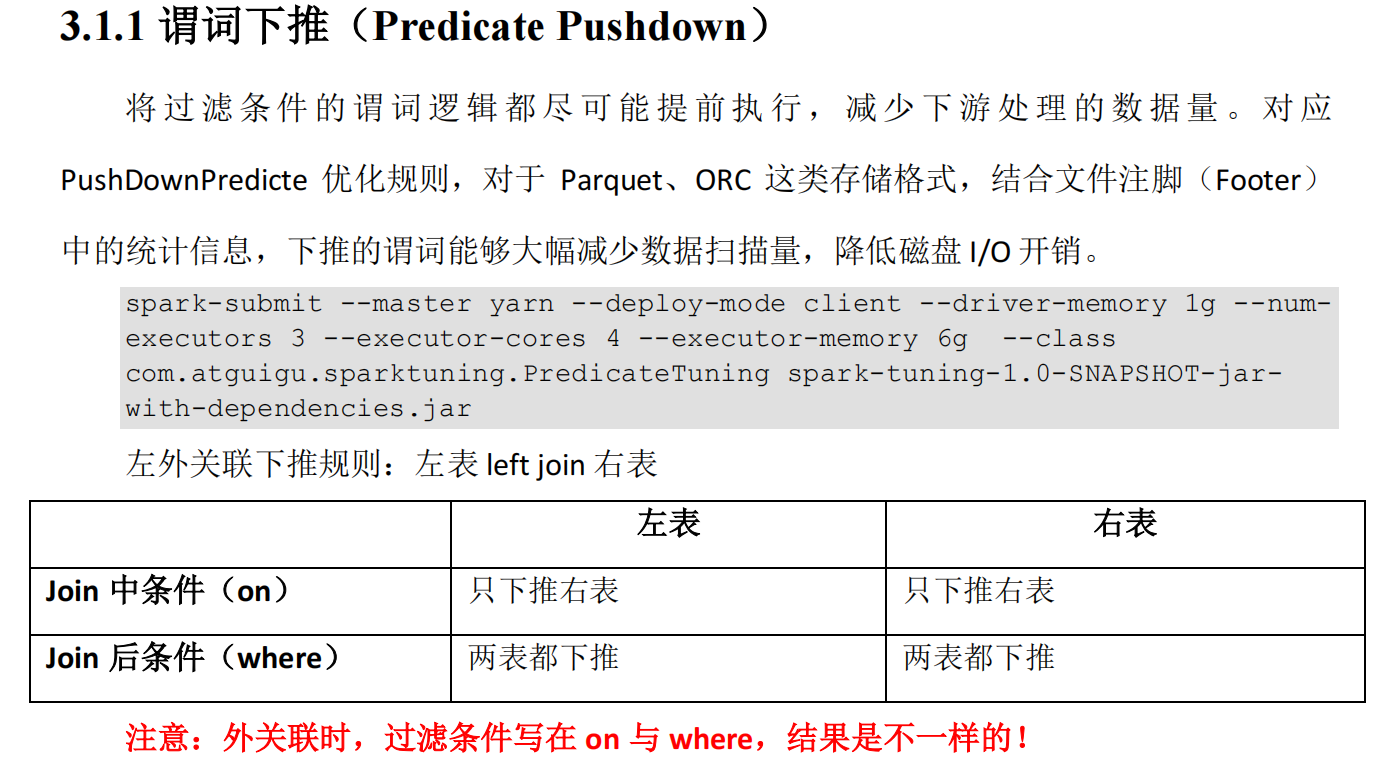 3.1.1 谓词下推（Predicate Pushdown）
将过滤条件的谓词逻辑都尽可能提前执行，减少下游处理的数据量。对应
PushDownPredicte 优化规则，对于 Parquet、ORC 这类存储格式，结合文件注脚（Footer）
中的统计信息，下推的谓词能够大幅减少数据扫描量，降低磁盘 I/O 开销。
spark-submit --master yarn --deploy-mode client --driver-memory 1g --num-
executors 3 --executor-cores 4 --executor-memory 6g  --class
com.atguigu.sparktuning.PredicateTuning spark-tuning-1.0-SNAPSHOT-jar-
with-dependencies.jar
左外关联下推规则：左表 left join 右表
左表 右表
Join 中条件（on） 只下推右表 只下推右表
Join 后条件（where） 两表都下推 两表都下推
注意：外关联时，过滤条件写在 on 与 where，结果是不一样的！